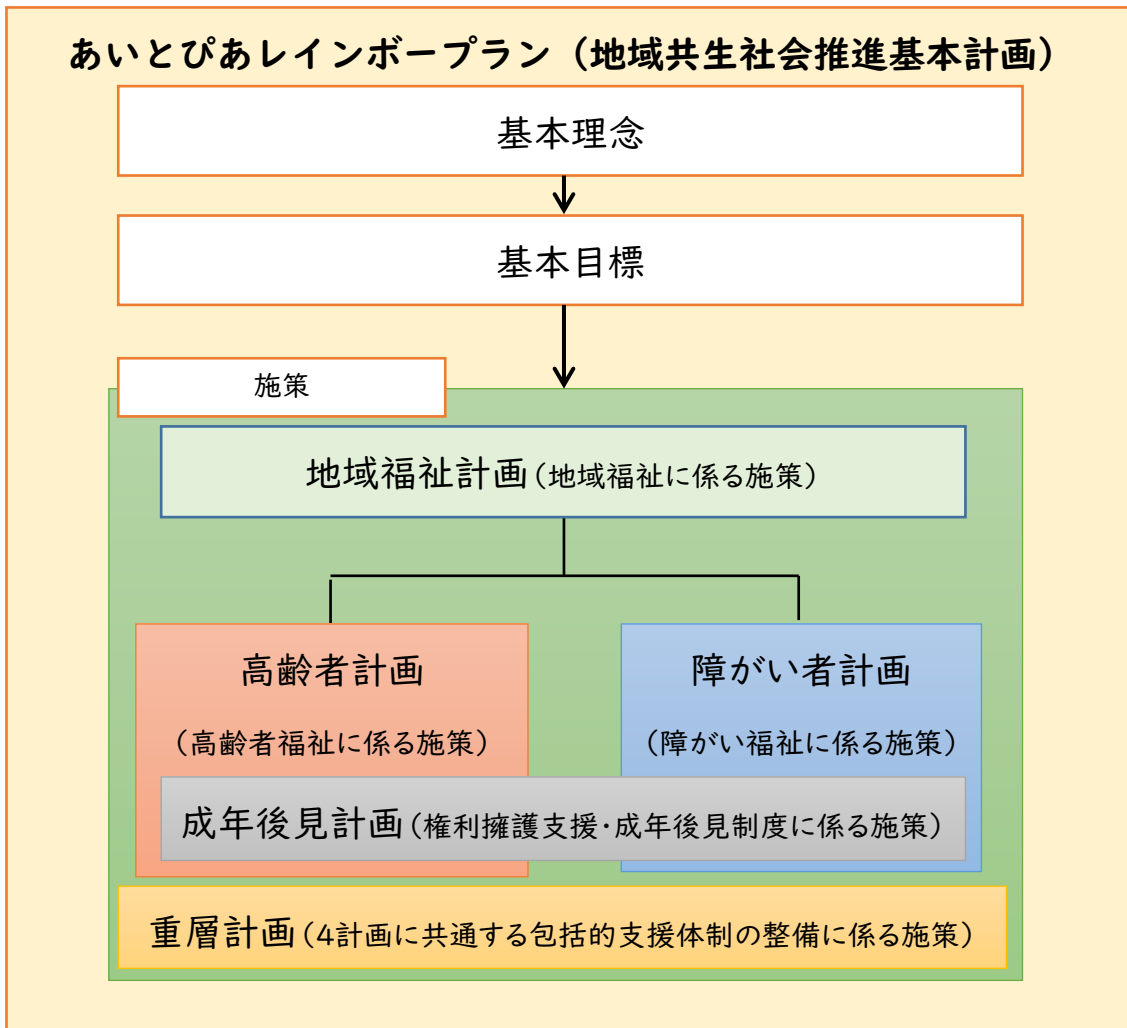 あいとぴあレインボープラン（地域共生社会推進基本計画）
基本理念
基本目標
施策
地域福祉計画（地域福祉に係る施策）
高齢者計画
（高齢者福祉に係る施策）
障がい者計画
（障がい福祉に係る施策）
成年後見計画（権利擁護支援・成年後見制度に係る施策）
重層計画（4計画に共通する包括的支援体制の整備に係る施策）